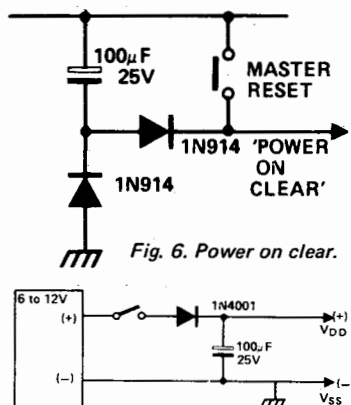 100μF
25V
MASTER
RESET
1N914
'POWER
ON
CLEAR'
1N914
Fig. 6. Power on clear.
6 to 12V
(+)
1N4001
(+)
VDD
100μF
25V
(−)
(−
VSS